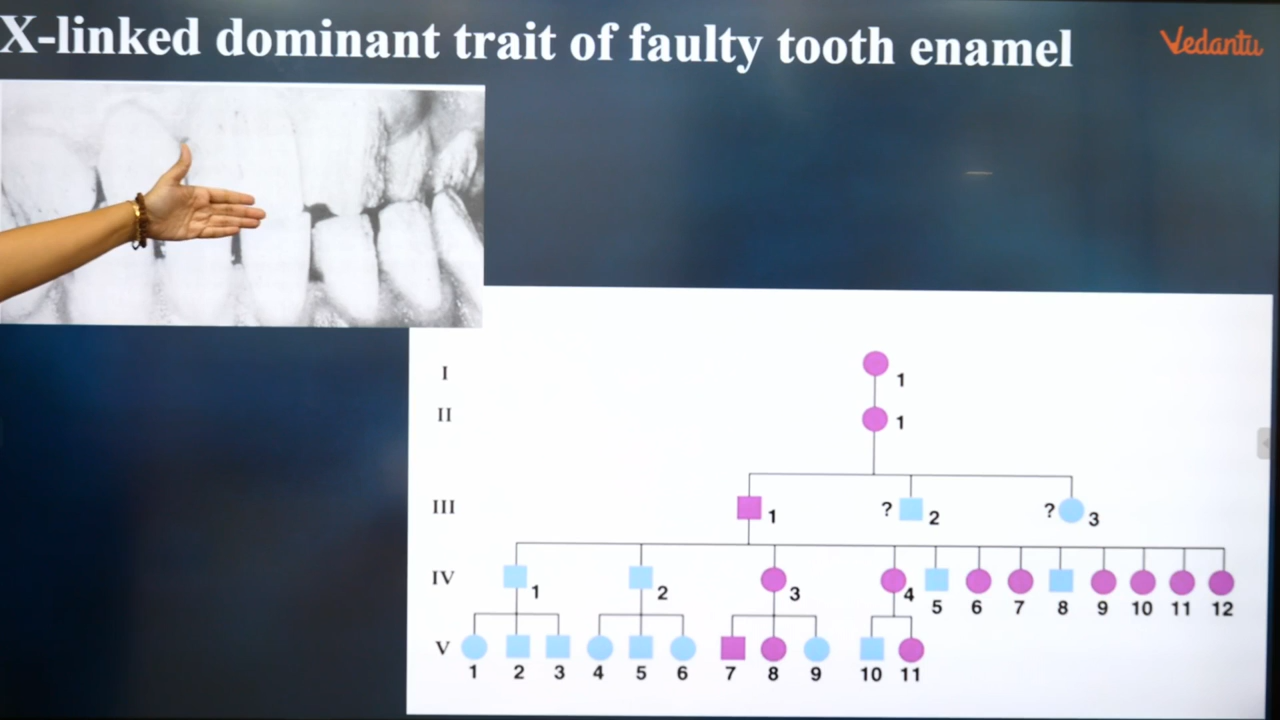 X-linked dominant trait of faulty tooth enamel
Vedantu
I
1
II
1
III
1
? 2
? 3
IV
1 2 3 4 5 6 7 8 9 10 11 12
V
1 2 3 4 5 6 7 8 9 10 11